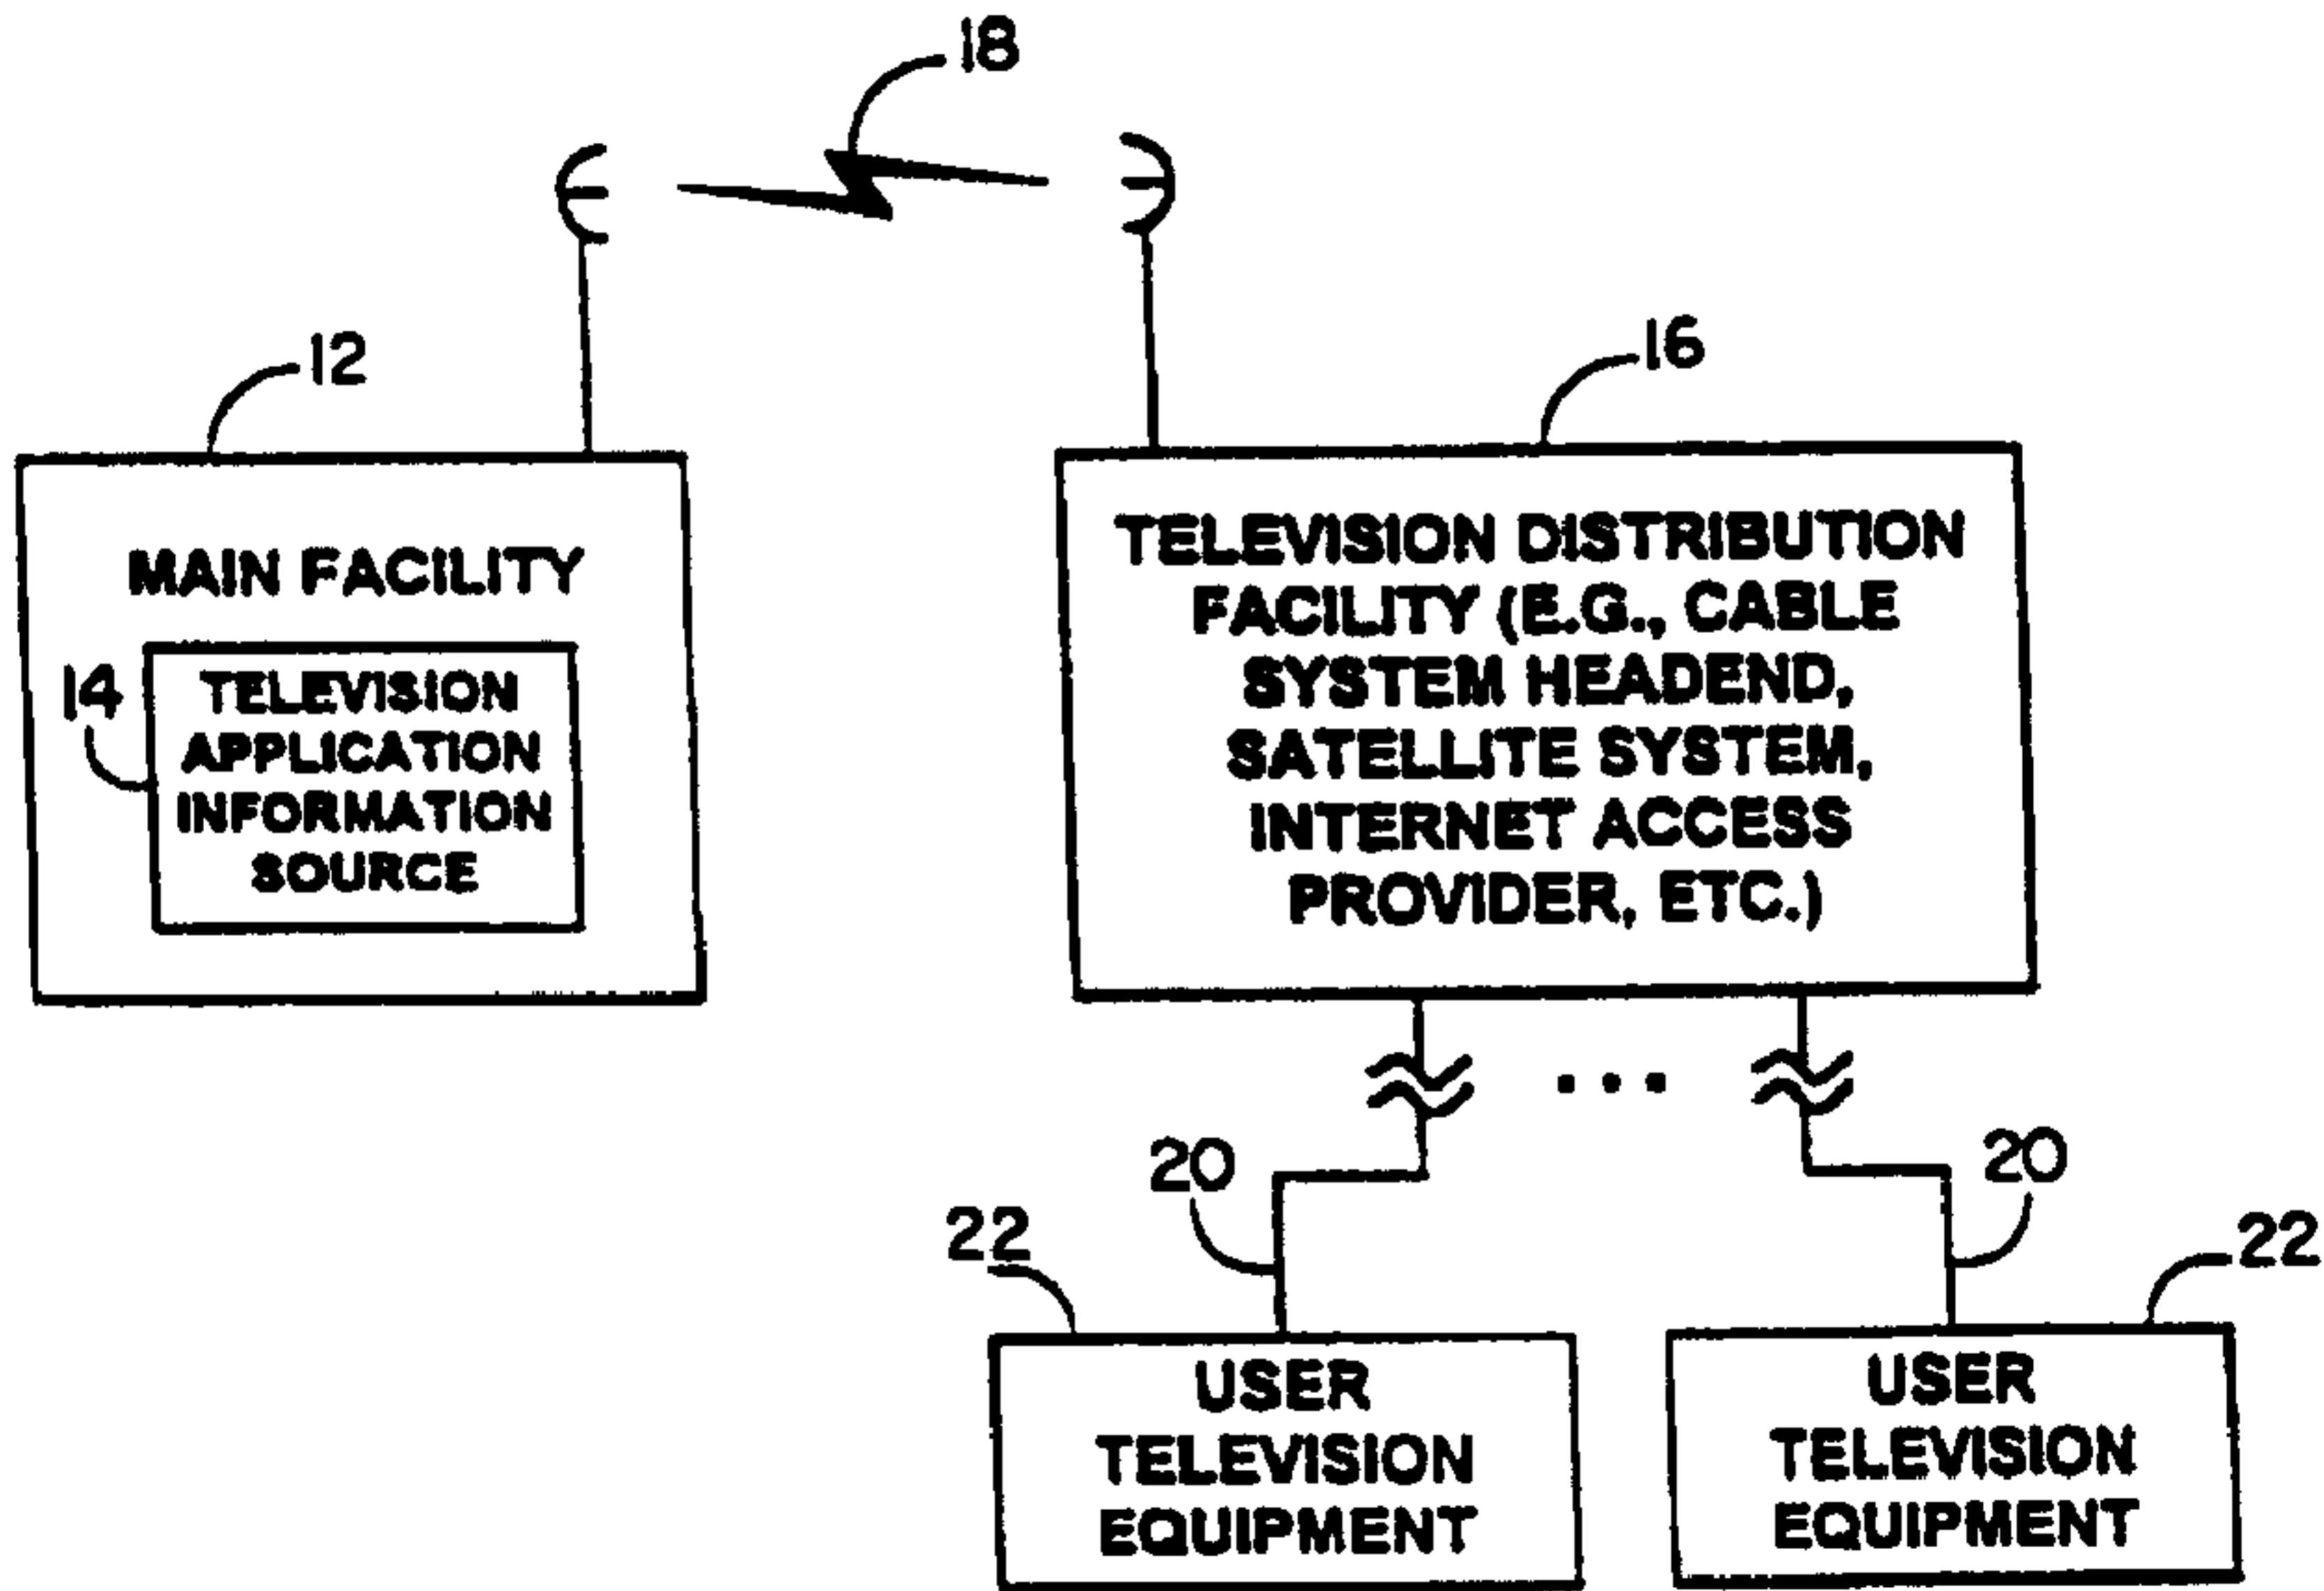 18
12
16
MAIN FACILITY
14
TELEVISION
APPLICATION
INFORMATION
SOURCE
TELEVISION DISTRIBUTION
FACILITY (E.G., CABLE
SYSTEM HEADEND,
SATELLITE SYSTEM,
INTERNET ACCESS
PROVIDER, ETC.)
20
20
22
22
USER
TELEVISION
EQUIPMENT
USER
TELEVISION
EQUIPMENT